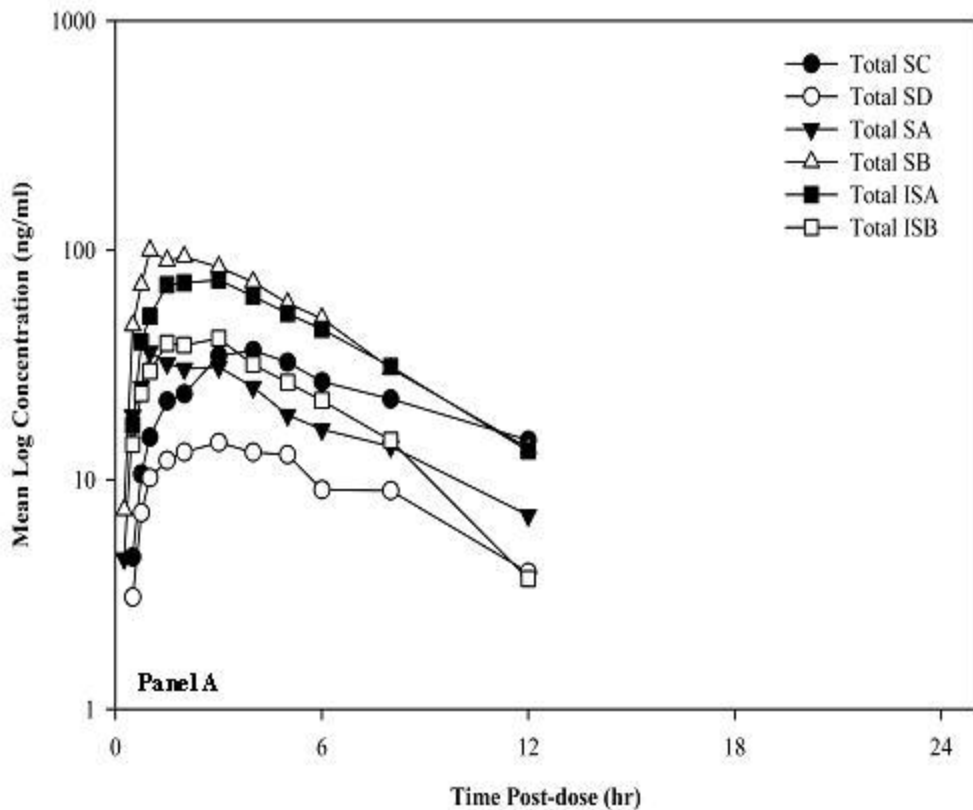 1000
Total SC
Total SD
Total SA
Total SB
Total ISA
Total ISB
100
10
1
Mean Log Concentration (ng/ml)
Panel A
0 6 12 18 24
Time Post-dose (hr)